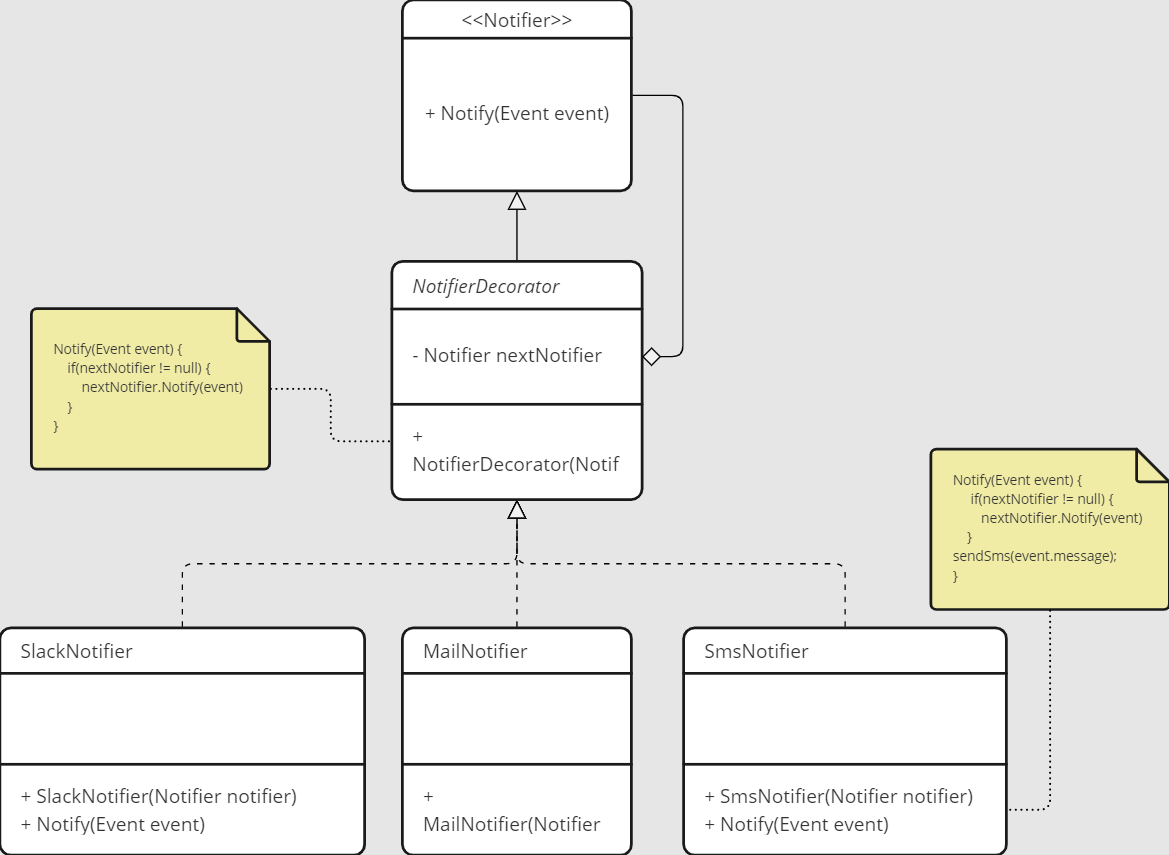 <<Notifier>>
+ Notify(Event event)
NotifierDecorator
- Notifier nextNotifier
+
NotifierDecorator(Notif
Notify(Event event) {
if(nextNotifier != null) {
nextNotifier.Notify(event)
}
}
Notify(Event event) {
if(nextNotifier != null) {
nextNotifier.Notify(event)
}
sendSms(event.message);
}
SlackNotifier
+ SlackNotifier(Notifier notifier)
+ Notify(Event event)
MailNotifier
+
MailNotifier(Notifier
SmsNotifier
+ SmsNotifier(Notifier notifier)
+ Notify(Event event)